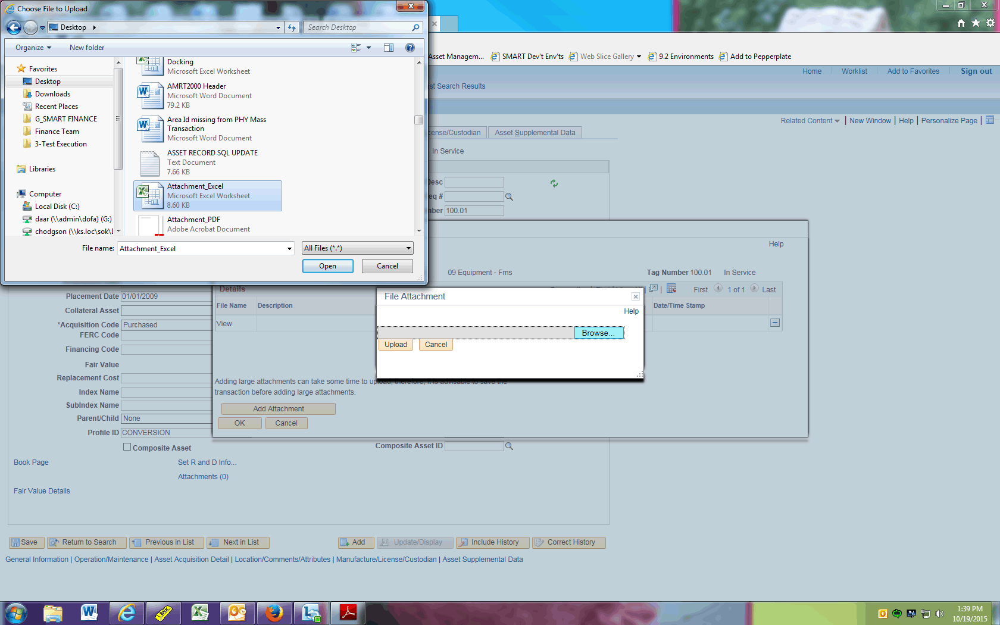 Choose File to Upload
Desktop
Search Desktop
Organize
New folder
Favorites
Desktop
Downloads
Recent Places
G_SMART FINANCE
Finance Team
3-Test Execution
Libraries
Computer
Local Disk (C:)
daar (\\admin\dofa) (G:)
chodgson (\\ks.loc\sok\
Docking
Microsoft Excel Worksheet
AMRT2000 Header
Microsoft Word Document
79.2 KB
Area Id missing from PHY Mass
Transaction
Microsoft Word Document
ASSET RECORD SQL UPDATE
Text Document
7.66 KB
Attachment_Excel
Microsoft Excel Worksheet
8.60 KB
Attachment_PDF
Adobe Acrobat Document
File name:
Attachment_Excel
All Files (*.*)
Open
Cancel
Asset Managem...
SMART Dev't Env'ts
Web Slice Gallery
9.2 Environments
Add to Pepperplate
Home
Worklist
Add to Favorites
Sign out
st Search Results
Related Content
New Window
Help
Personalize Page
cense/Custodian
Asset Supplemental Data
In Service
Desc
eq #
nber
100.01
Help
09 Equipment - Fms
Tag Number 100.01
In Service
Details
First
1 of 1
Last
File Name
Description
Date/Time Stamp
View
File Attachment
Help
Browse...
Upload
Cancel
Adding large attachments can take some time to upload, therefore, it is advisable to save the
transaction before adding large attachments.
Add Attachment
OK
Cancel
Placement Date 01/01/2009
Collateral Asset
*Acquisition Code Purchased
FERC Code
Financing Code
Fair Value
Replacement Cost
Index Name
SubIndex Name
Parent/Child None
Profile ID CONVERSION
Composite Asset
Composite Asset ID
Book Page
Set R and D Info...
Attachments (0)
Fair Value Details
Save
Return to Search
Previous in List
Next in List
Add
Update/Display
Include History
Correct History
General Information | Operation/Maintenance | Asset Acquisition Detail | Location/Comments/Attributes | Manufacture/License/Custodian | Asset Supplemental Data
1:39 PM
10/19/2015